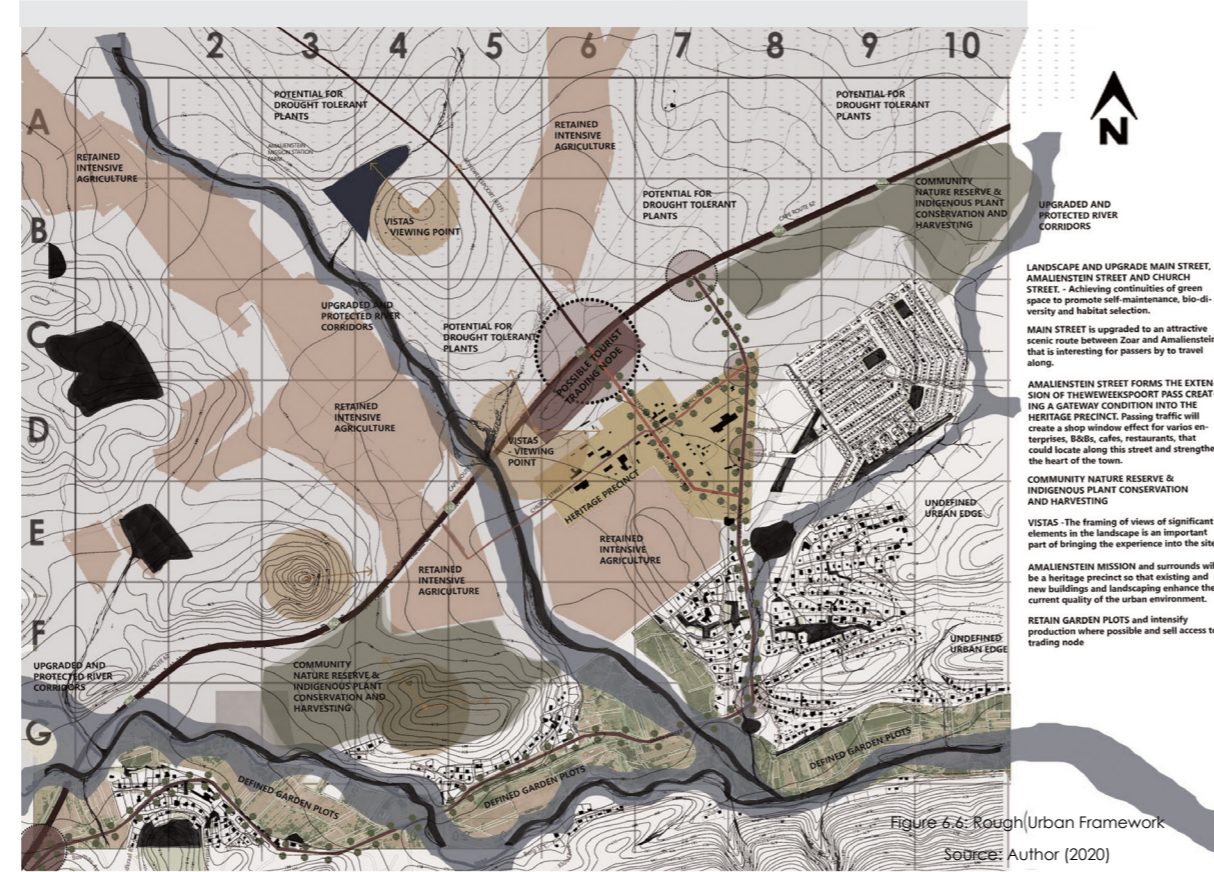 2 3 4 5 6 7 8 9 10
A
B
C
D
E
F
G
POTENTIAL FOR
DROUGHT TOLERANT
PLANTS
POTENTIAL FOR
DROUGHT TOLERANT
PLANTS
RETAINED
INTENSIVE
AGRICULTURE
RETAINED
INTENSIVE
AGRICULTURE
AMALIENSTEIN
MISSION STATION
FARM
N
COMMUNITY
NATURE RESERVE &
INDIGENOUS PLANT
CONSERVATION AND
HARVESTING
POTENTIAL FOR
DROUGHT TOLERANT
PLANTS
CAPE ROUTE 62
VISTAS
- VIEWING POINT
UPGRADED AND
PROTECTED RIVER
CORRIDORS
UPGRADED AND
PROTECTED RIVER
CORRIDORS
POTENTIAL FOR
DROUGHT TOLERANT
PLANTS
POSSIBLE TOURIST
TRADING NODE
RETAINED
INTENSIVE
AGRICULTURE
VISTAS
- VIEWING
POINT
HERITAGE PRECINCT
CHURCH STREET
UNDEFINED
URBAN EDGE
RETAINED
INTENSIVE
AGRICULTURE
RETAINED
INTENSIVE
AGRICULTURE
UNDEFINED
URBAN EDGE
UPGRADED AND
PROTECTED RIVER
CORRIDORS
CAPE ROUTE 62
COMMUNITY
NATURE RESERVE &
INDIGENOUS PLANT
CONSERVATION AND
HARVESTING
DEFINED GARDEN PLOTS
DEFINED GARDEN PLOTS
DEFINED GARDEN PLOTS
LANDSCAPE AND UPGRADE MAIN STREET,
AMALIENSTEIN STREET AND CHURCH
STREET. - Achieving continuities of green
space to promote self-maintenance, bio-di-
versity and habitat selection.
MAIN STREET is upgraded to an attractive
scenic route between Zoar and Amalienstein
that is interesting for passers by to travel
along.
AMALIENSTEIN STREET FORMS THE EXTEN-
SION OF THEWEWEEKSPOORT PASS CREAT-
ING A GATEWAY CONDITION INTO THE
HERITAGE PRECINCT. Passing traffic will
create a shop window effect for varios en-
terprises, B&Bs, cafes, restaurants, that
could locate along this street and strengthe
the heart of the town.
COMMUNITY NATURE RESERVE &
INDIGENOUS PLANT CONSERVATION
AND HARVESTING
VISTAS -The framing of views of significant
elements in the landscape is an important
part of bringing the experience into the site
AMALIENSTEIN MISSION and surrounds wil
be a heritage precinct so that existing and
new buildings and landscaping enhance the
current quality of the urban environment.
RETAIN GARDEN PLOTS and intensify
production where possible and sell access to
trading node
Figure 6.6: Rough Urban Framework
Source: Author (2020)